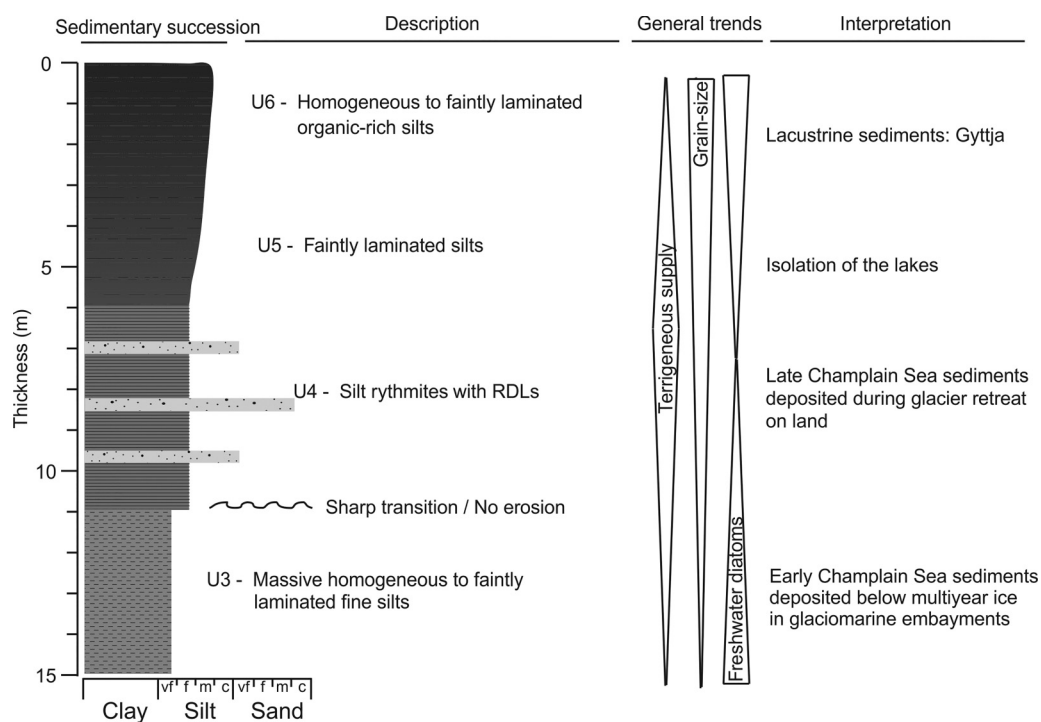 Sedimentary succession
Description
General trends
Interpretation
0
U6 - Homogeneous to faintly laminated
organic-rich silts
Grain-size
Lacustrine sediments: Gyttja
U5 - Faintly laminated silts
5
Isolation of the lakes
Terrigeneous supply
Thickness (m)
U4 - Silt rythmites with RDLs
Late Champlain Sea sediments
deposited during glacier retreat
on land
10
Sharp transition / No erosion
Freshwater diatoms
U3 - Massive homogeneous to faintly
laminated fine silts
Early Champlain Sea sediments
deposited below multiyear ice
in glaciomarine embayments
15
vf f m c vf f m c
Clay Silt Sand